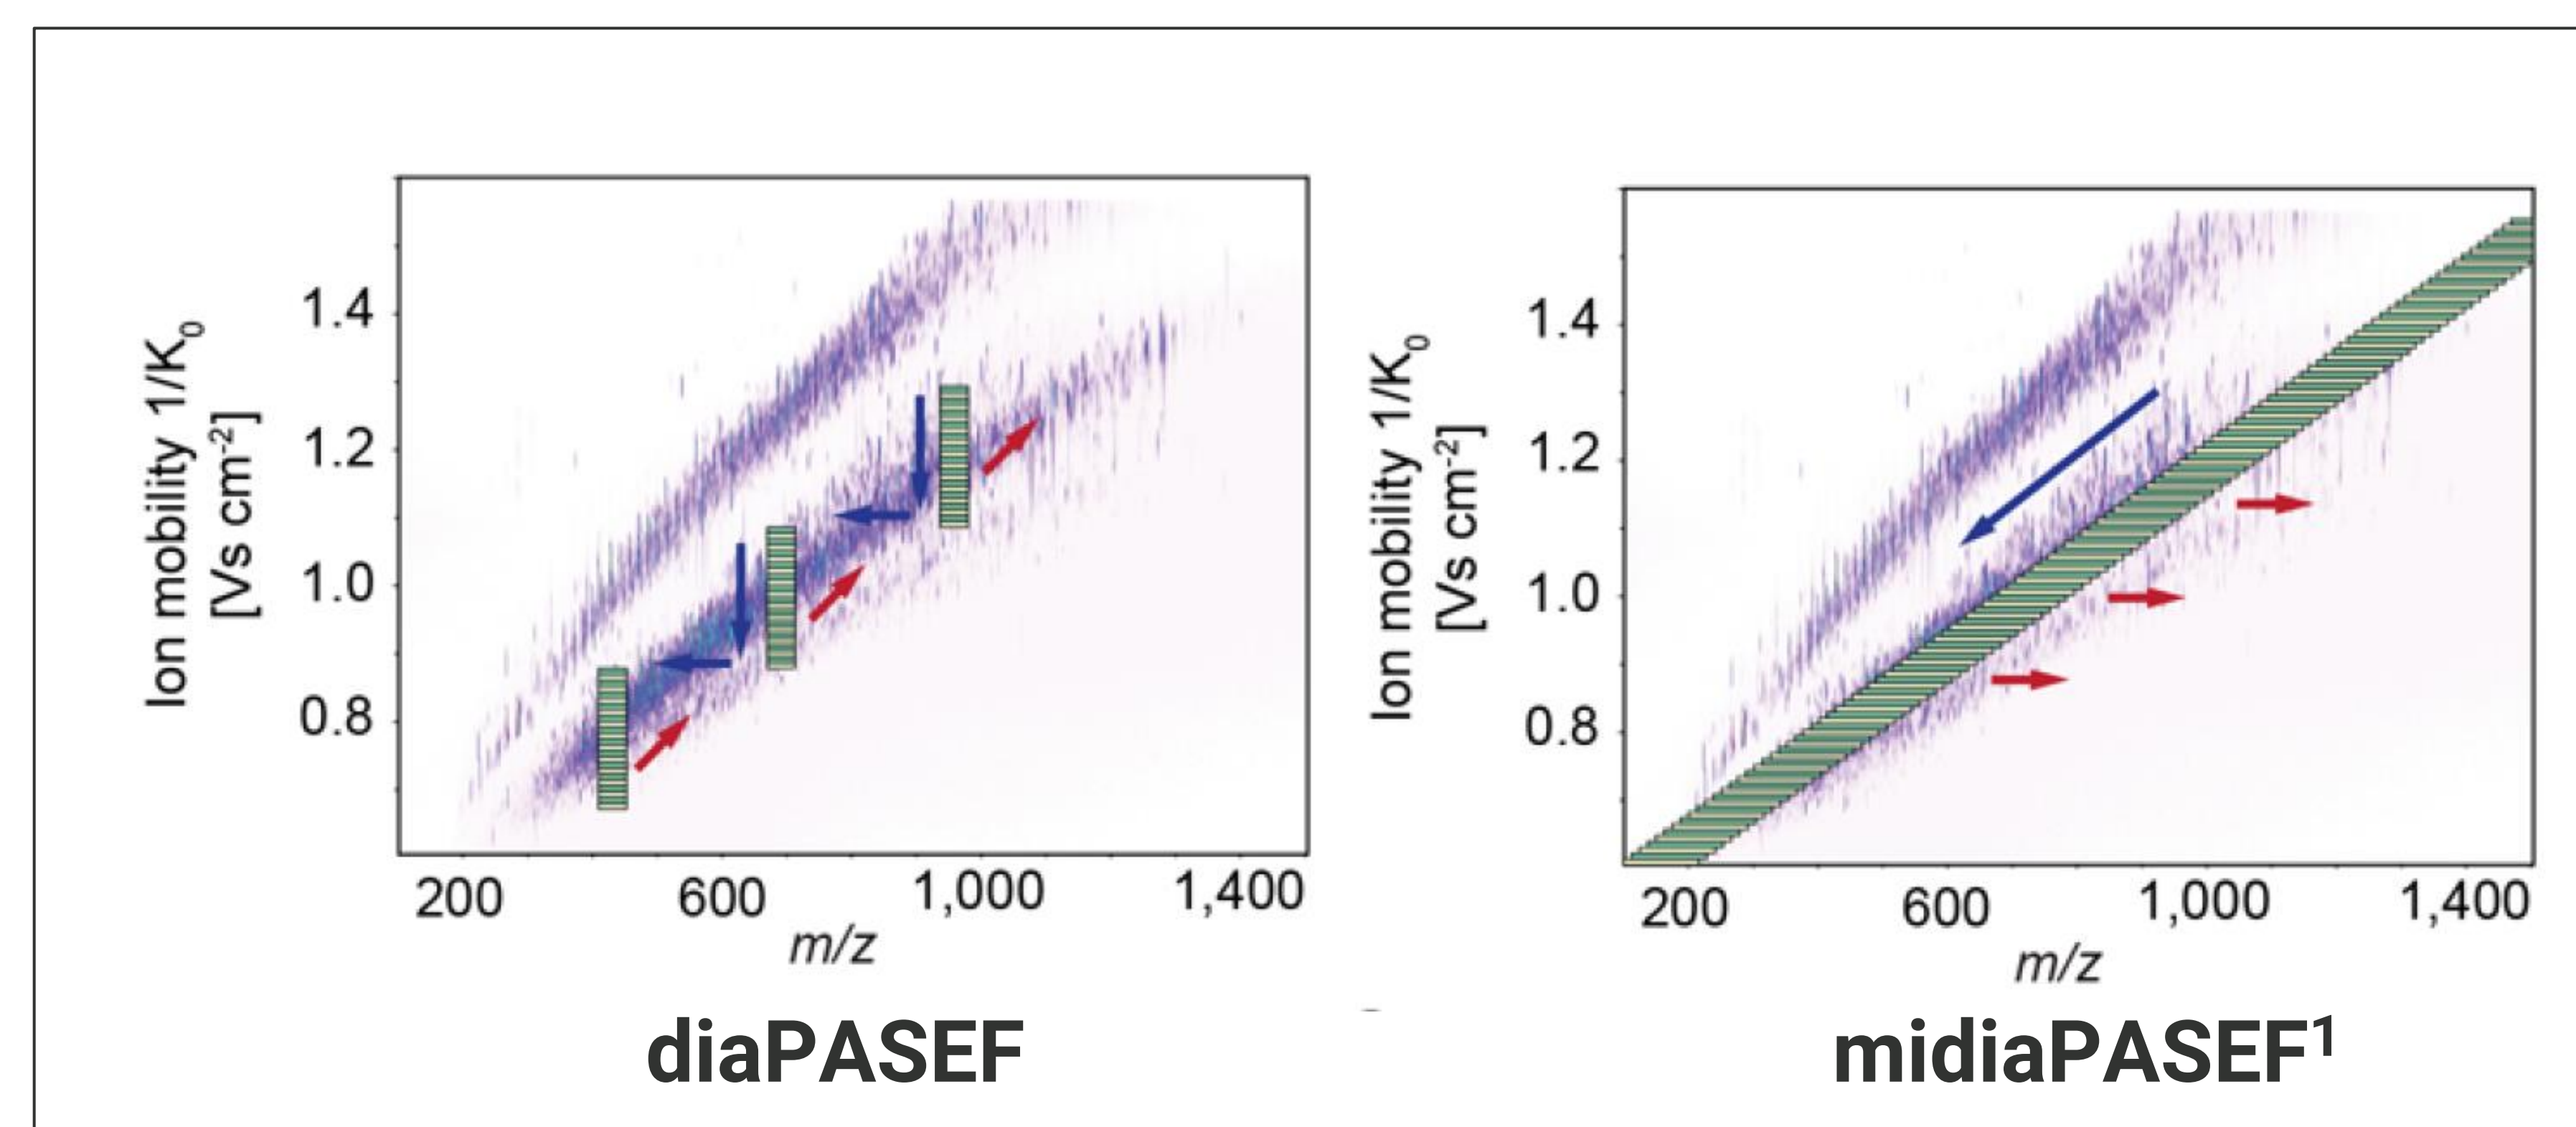 Ion mobility 1/K₀
[Vs cm⁻²]
1.4
1.2
1.0
0.8
200 600 1,000 1,400
m/z
diaPASEF
Ion mobility 1/K₀
[Vs cm⁻²]
1.4
1.2
1.0
0.8
200 600 1,000 1,400
m/z
midiaPASEF¹